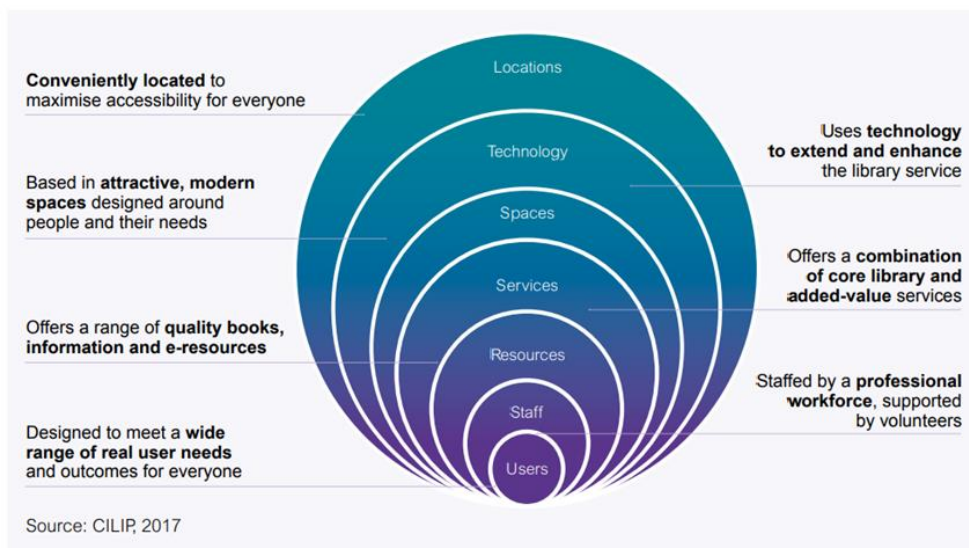 Locations
Conveniently located to
maximise accessibility for everyone
Uses technology
to extend and enhance
the library service
Technology
Based in attractive, modern
spaces designed around
people and their needs
Spaces
Offers a combination
of core library and
added-value services
Services
Offers a range of quality books,
information and e-resources
Resources
Staffed by a professional
workforce, supported
by volunteers
Staff
Designed to meet a wide
range of real user needs
and outcomes for everyone
Users
Source: CILIP, 2017